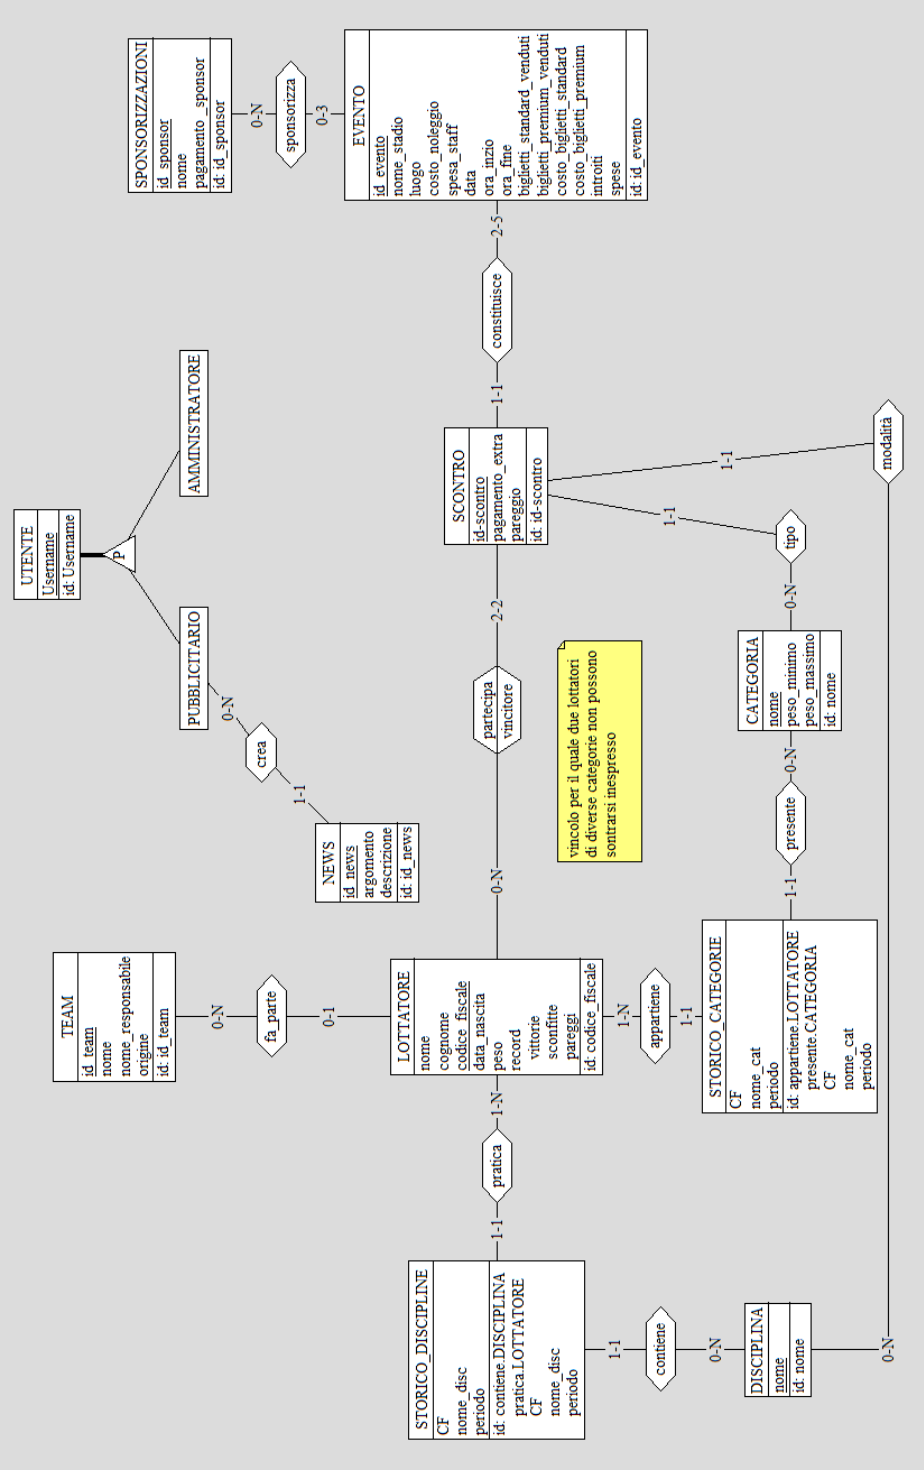 SPONSORIZZAZIONI
id_sponsor
nome
pagamento _sponsor
id: id_sponsor
0-N
sponsorizza
0-3
EVENTO
id_evento
nome_stadio
luogo
costo_noleggio
spesa_staff
data
ora_inzio
ora_fine
biglietti_standard_venduti
biglietti_premium_venduti
costo_biglietti_standard
costo_biglietti_premium
introiti
spese
id: id_evento
2-5
constituisce
1-1
UTENTE
Username
id: Username
P
AMMINISTRATORE
PUBBLICITARIO
0-N
crea
1-1
NEWS
id_news
argomento
descrizione
id: id_news
SCONTRO
id-scontro
pagamento_extra
pareggio
id: id-scontro
1-1
modalità
1-1
tipo
0-N
CATEGORIA
nome
peso_minimo
peso_massimo
id: nome
0-N
presente
1-1
2-2
partecipa
vincitore
0-N
vincolo per il quale due lottatori
di diverse categorie non possono
sontrarsi inespresso
TEAM
id_team
nome
nome_responsabile
origine
id: id_team
0-N
fa_parte
0-1
LOTTATORE
nome
cognome
codice_fiscale
data_nascita
peso
record
vittorie
sconfitte
pareggi
id: codice_fiscale
1-N
appartiene
1-1
STORICO_CATEGORIE
CF
nome_cat
periodo
id: appartiene.LOTTATORE
presente.CATEGORIA
CF
nome_cat
periodo
1-N
pratica
1-1
STORICO_DISCIPLINE
CF
nome_disc
periodo
id: contiene.DISCIPLINA
pratica.LOTTATORE
CF
nome_disc
periodo
1-1
contiene
0-N
DISCIPLINA
nome
id: nome
0-N